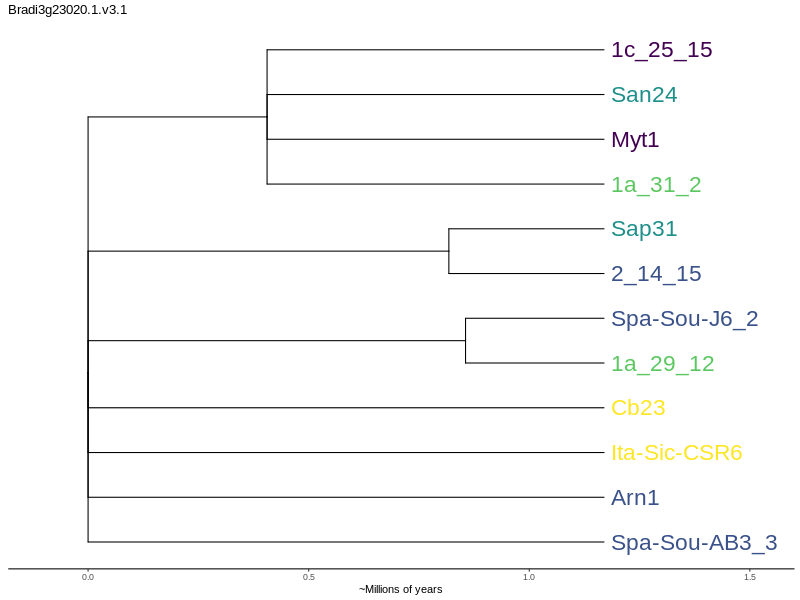 Bradi3g23020.1.v3.1
1c_25_15
San24
Myt1
1a_31_2
Sap31
2_14_15
Spa-Sou-J6_2
1a_29_12
Cb23
Ita-Sic-CSR6
Arn1
Spa-Sou-AB3_3
0.0 0.5 1.0 1.5
~Millions of years